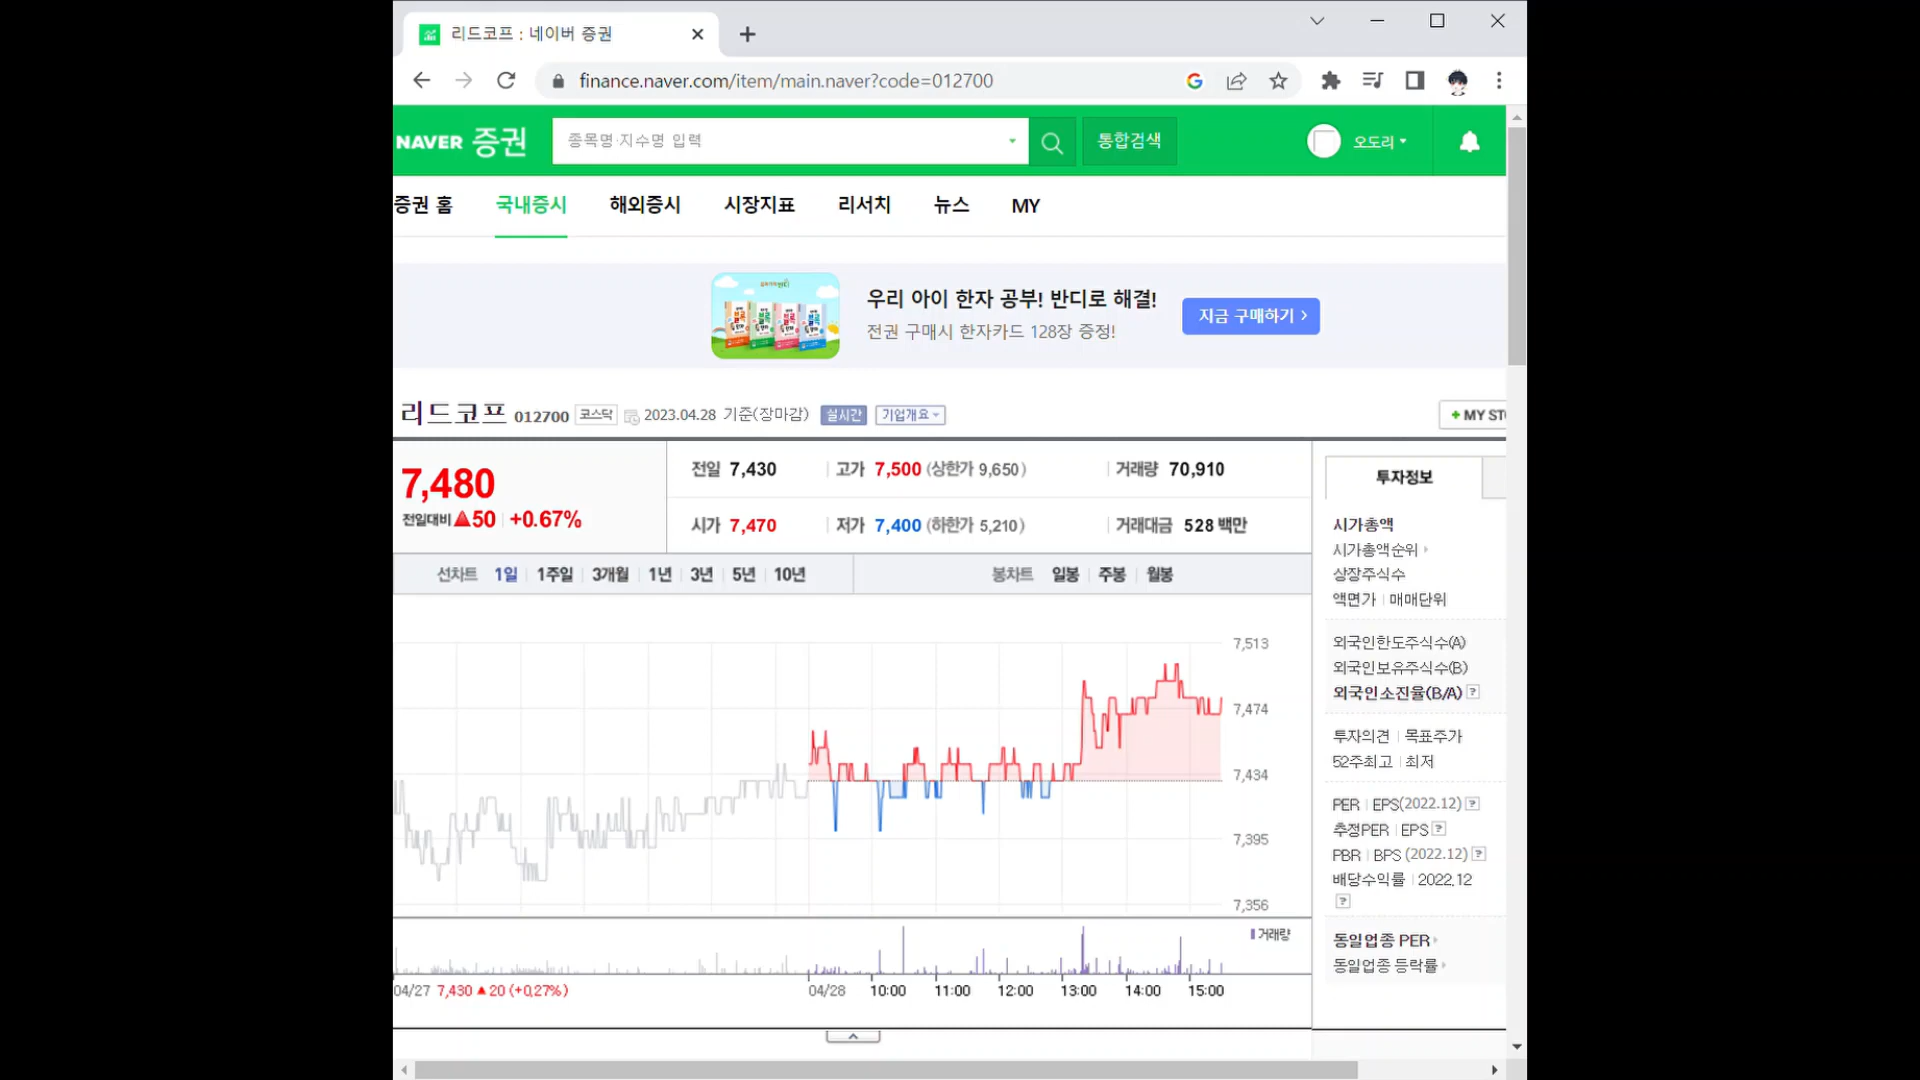 리드코프 : 네이버 증권
finance.naver.com/item/main.naver?code=012700
NAVER 증권
종목명·지수명 입력
통합검색
오도리
증권 홈 국내증시 해외증시 시장지표 리서치 뉴스 MY
우리 아이 한자 공부! 반디로 해결!
전권 구매시 한자카드 128장 증정!
지금 구매하기
리드코프 012700 코스닥 2023.04.28 기준(장마감) 실시간 기업개요
+ MY ST
7,480
전일대비 ▲50 +0.67%
전일 7,430 고가 7,500 (상한가 9,650) 거래량 70,910
시가 7,470 저가 7,400 (하한가 5,210) 거래대금 528 백만
선차트 1일 1주일 3개월 1년 3년 5년 10년 봉차트 일봉 주봉 월봉
7,513
7,474
7,434
7,395
7,356
거래량
04/27 7,430 ▲ 20 (+0,27%)
04/28 10:00 11:00 12:00 13:00 14:00 15:00
투자정보
시가총액
시가총액순위
상장주식수
액면가 매매단위
외국인한도주식수(A)
외국인보유주식수(B)
외국인소진율(B/A) ?
투자의견 목표주가
52주최고 최저
PER EPS(2022.12) ?
추정PER EPS ?
PBR BPS (2022.12) ?
배당수익률 2022.12
?
동일업종 PER
동일업종 등락률